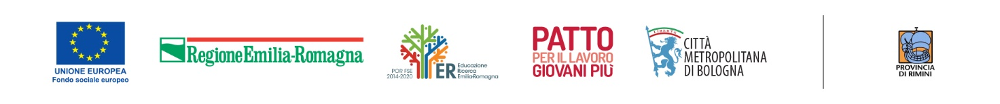 UNIONE EUROPEA
Fondo sociale europeo
RegioneEmilia-Romagna
POR FSE
2014-2020
ER
Educazione
Ricerca
Emilia-Romagna
PATTO
PER IL LAVORO
GIOVANI PIÙ
LIBERTA
CITTÀ
METROPOLITANA
DI BOLOGNA
PROVINCIA
DI RIMINI